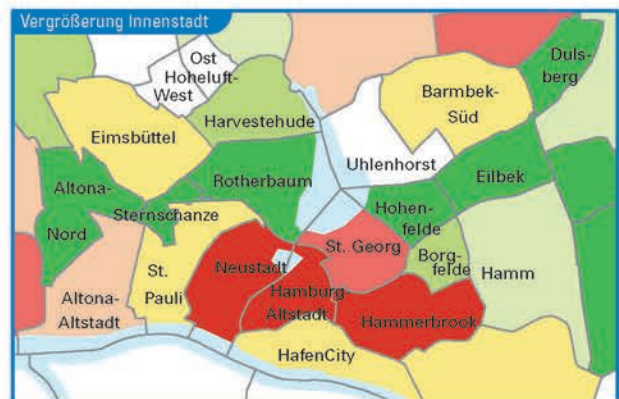 Vergrößerung Innenstadt
Ost
Hoheluft-
West
Duls-
berg
Barmbek-
Süd
Harvestehude
Eimsbüttel
Uhlenhorst
Eilbek
Altona-
Nord
Rotherbaum
Sternschanze
Hohen-
felde
St. Georg
Borg-
felde
Hamm
St.
Pauli
Neustadt
Hamburg-
Altstadt
Altona-
Altstadt
Hammerbrook
HafenCity